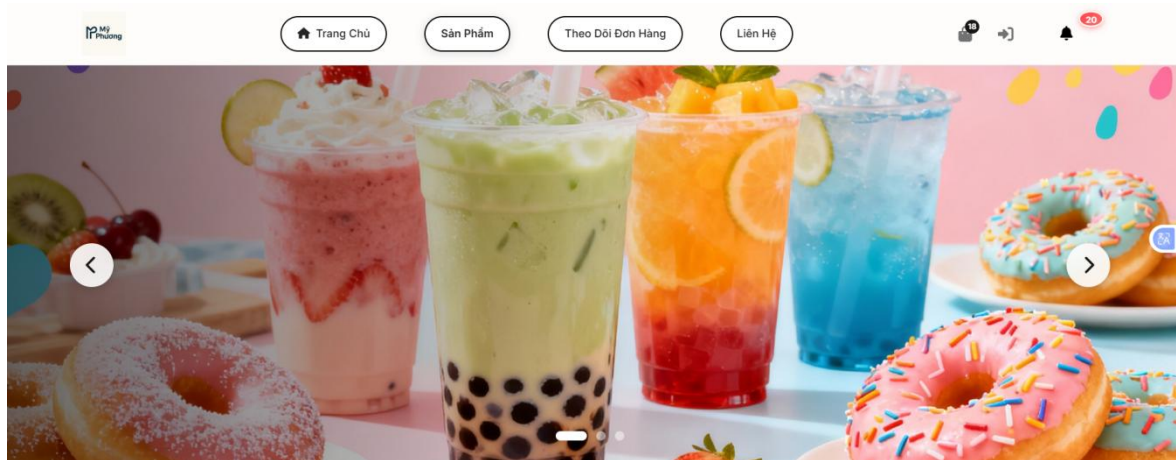 Mỹ
Phương
Trang Chủ
Sản Phẩm
Theo Dõi Đơn Hàng
Liên Hệ
18
20